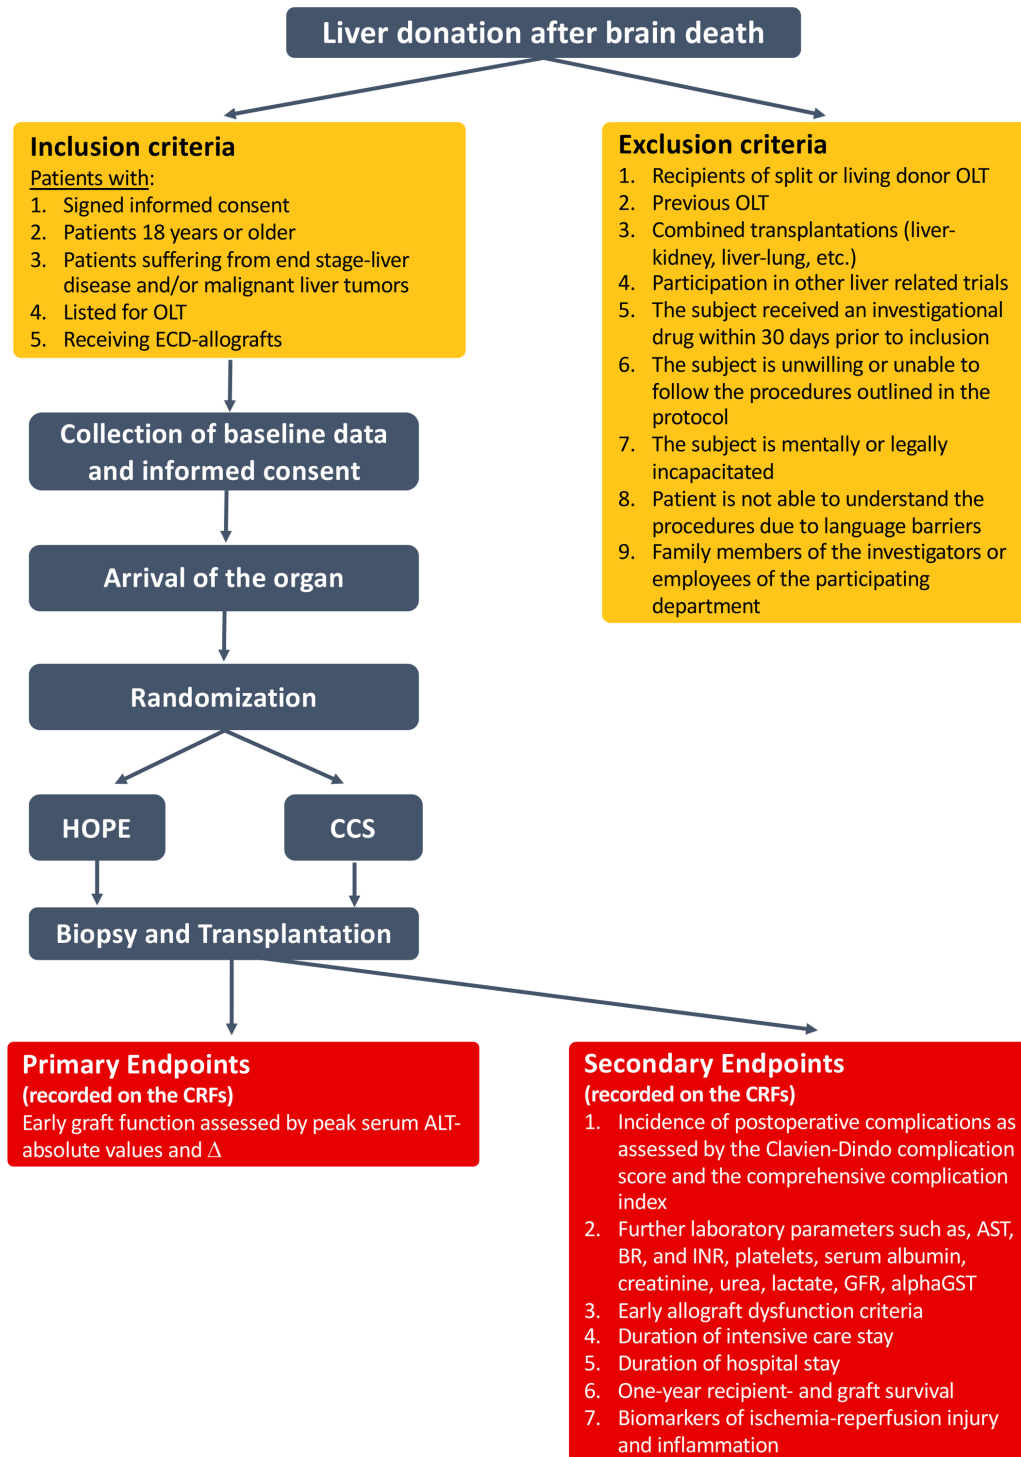 Liver donation after brain death
Inclusion criteria
Patients with:
1. Signed informed consent
2. Patients 18 years or older
3. Patients suffering from end stage-liver
disease and/or malignant liver tumors
4. Listed for OLT
5. Receiving ECD-allografts
Exclusion criteria
1. Recipients of split or living donor OLT
2. Previous OLT
3. Combined transplantations (liver-
kidney, liver-lung, etc.)
4. Participation in other liver related trials
5. The subject received an investigational
drug within 30 days prior to inclusion
6. The subject is unwilling or unable to
follow the procedures outlined in the
protocol
7. The subject is mentally or legally
incapacitated
8. Patient is not able to understand the
procedures due to language barriers
9. Family members of the investigators or
employees of the participating
department
Collection of baseline data
and informed consent
Arrival of the organ
Randomization
HOPE
CCS
Biopsy and Transplantation
Primary Endpoints
(recorded on the CRFs)
Early graft function assessed by peak serum ALT-
absolute values and Δ
Secondary Endpoints
(recorded on the CRFs)
1. Incidence of postoperative complications as
assessed by the Clavien-Dindo complication
score and the comprehensive complication
index
2. Further laboratory parameters such as, AST,
BR, and INR, platelets, serum albumin,
creatinine, urea, lactate, GFR, alphaGST
3. Early allograft dysfunction criteria
4. Duration of intensive care stay
5. Duration of hospital stay
6. One-year recipient- and graft survival
7. Biomarkers of ischemia-reperfusion injury
and inflammation